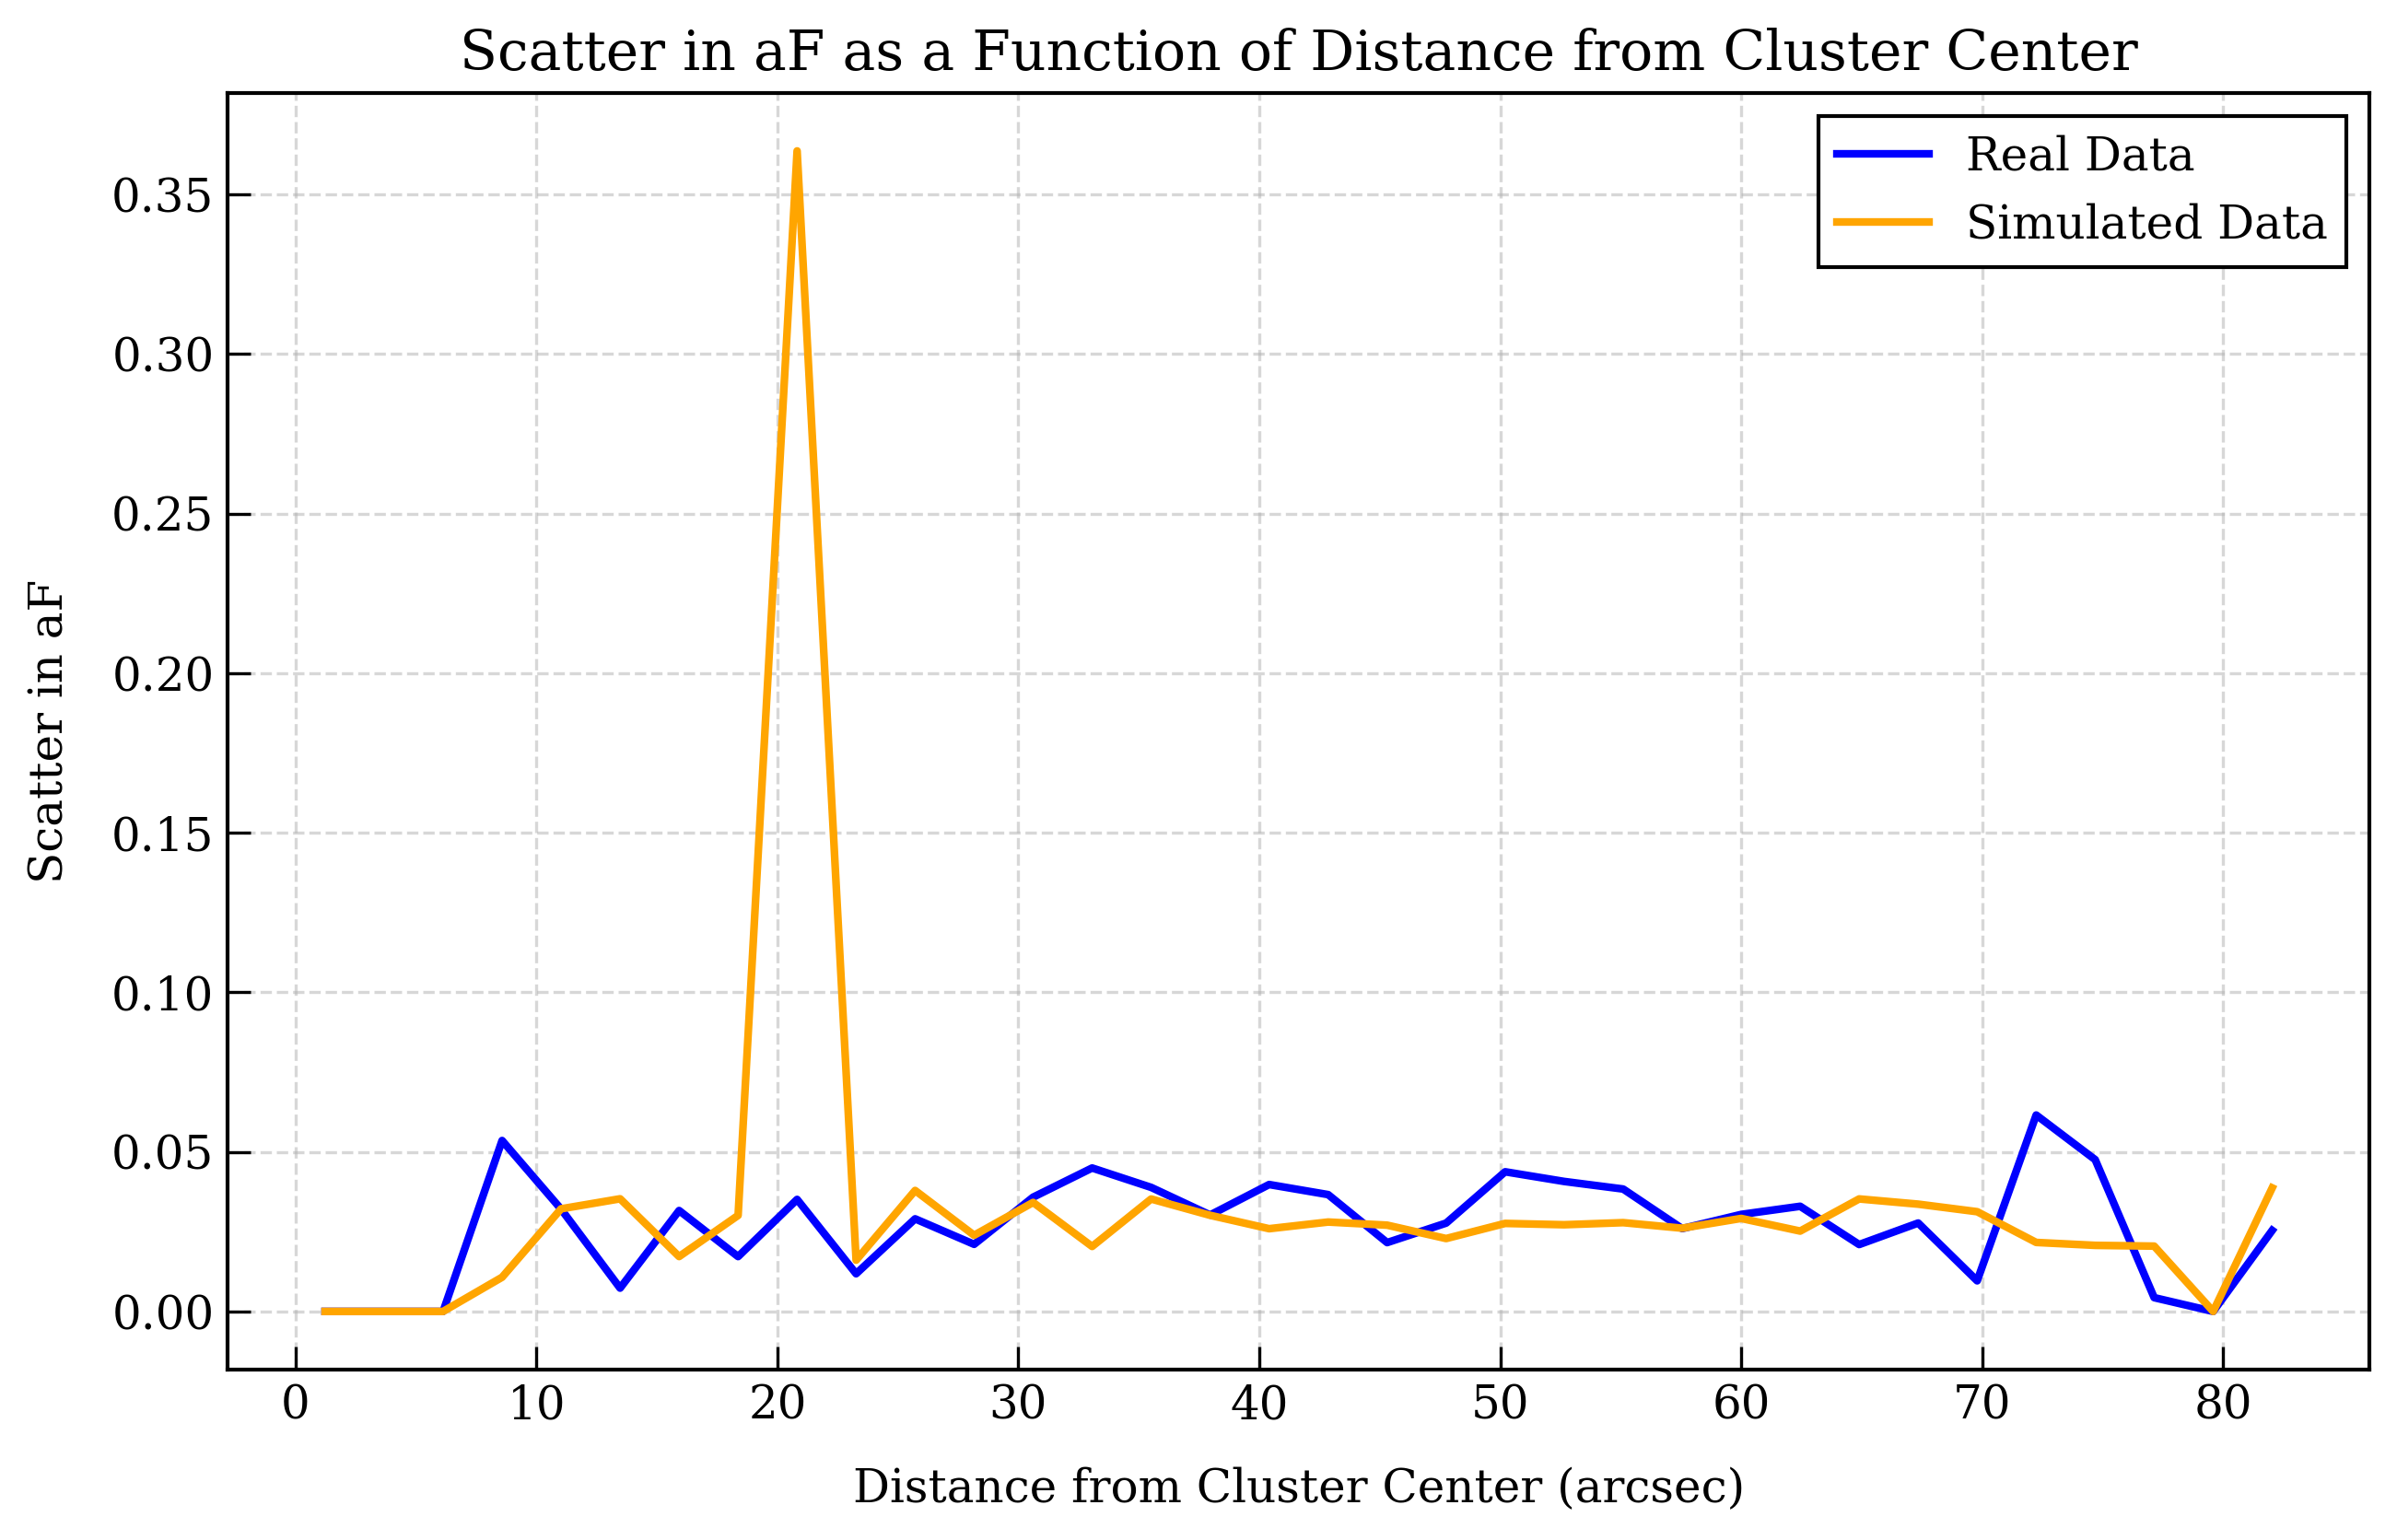 Scatter in aF as a Function of Distance from Cluster Center
Real Data
Simulated Data
Scatter in aF
0.35
0.30
0.25
0.20
0.15
0.10
0.05
0.00
0 10 20 30 40 50 60 70 80
Distance from Cluster Center (arcsec)